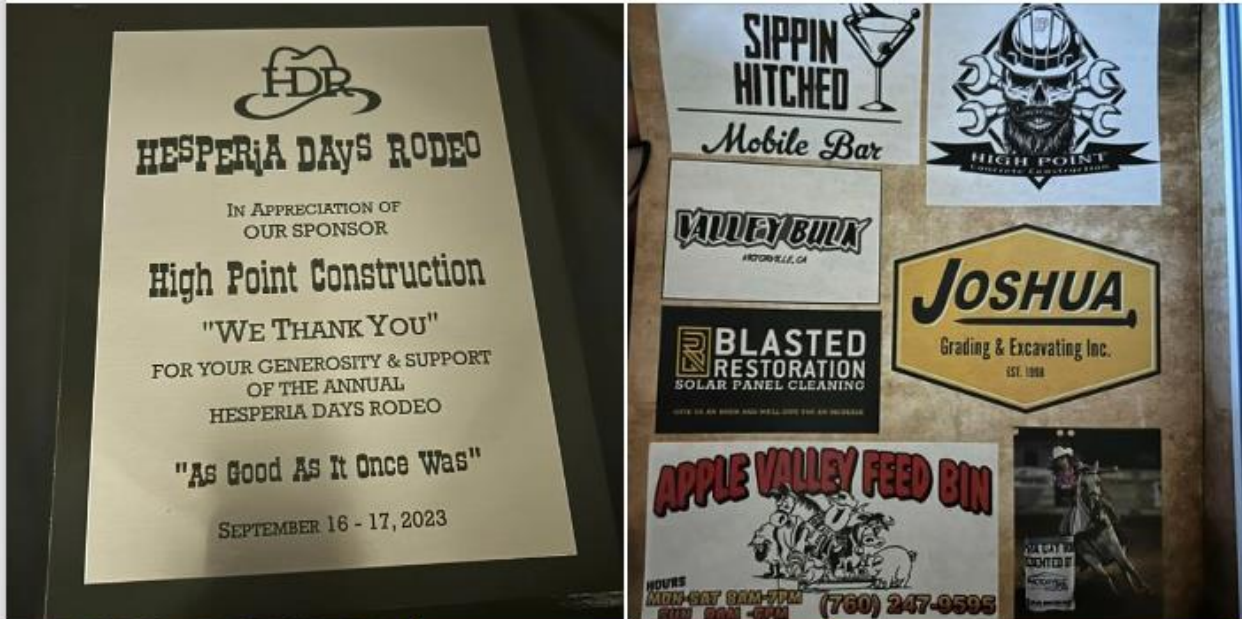 HDR
HESPERiA DAyS RODEO
IN APPRECIATION OF
OUR SPONSOR
High Point Construction
"WE THANK YOU"
FOR YOUR GENEROSITY & SUPPORT
OF THE ANNUAL
HESPERIA DAYS RODEO
"As Good As It Once Was"
SEPTEMBER 16 - 17, 2023
SIPPIN
HITCHED
Mobile Bar
HIGH POINT
Concrete Construction
VALLEY BULK
VICTORVILLE, CA
JOSHUA
Grading & Excavating Inc.
EST. 1998
BLASTED
RESTORATION
SOLAR PANEL CLEANING
APPLE VALLEY FEED BIN
HOURS
MON-SAT 8AM-7PM
(760) 247-9595